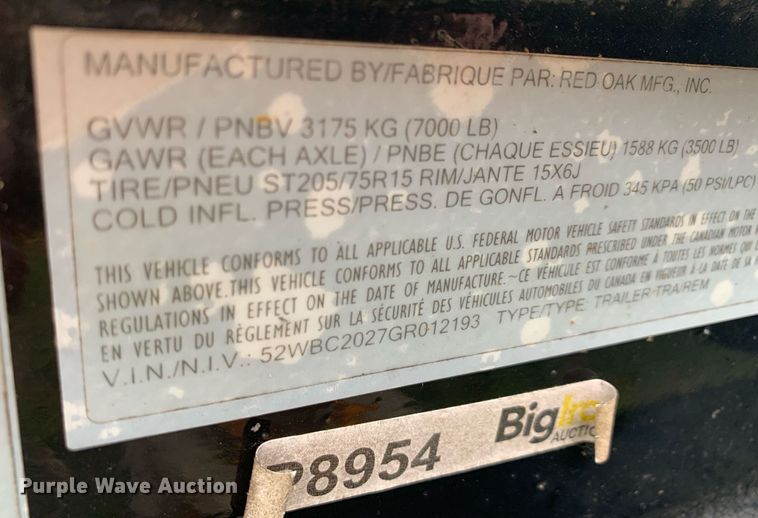 MANUFACTURED BY/FABRIQUE PAR: RED OAK MFG., INC.
GVWR / PNBV 3175 KG (7000 LB)
GAWR (EACH AXLE) / PNBE (CHAQUE ESSIEU) 1588 KG (3500 LB)
TIRE/PNEU ST205/75R15 RIM/JANTE 15X6J
COLD INFL. PRESS/PRESS. DE GONFL. A FROID 345 KPA (50 PSI/LPC)
THIS VEHICLE CONFORMS TO ALL APPLICABLE U.S. FEDERAL MOTOR VEHICLE SAFETY STANDARDS IN EFFECT ON THE
SHOWN ABOVE.THIS VEHICLE CONFORMS TO ALL APPLICABLE STANDARDS PRESCRIBED UNDER THE CANADIAN MOTOR
REGULATIONS IN EFFECT ON THE DATE OF MANUFACTURE.~CE VÉHICULE EST CONFORME À TOUTES LES NORMES QUI
EN VERTU DU RÈGLEMENT SUR LA SÉCURITÉ DES VÉHICULES AUTOMOBILES DU CANADA EN VIGUEUR À LA DATE DE SA
V.I.N./N.I.V.: 52WBC2027GR012193 TYPE/TYPE: TRAILER-TRA/REM
8954
Big
AUCTIO
Purple Wave Auction